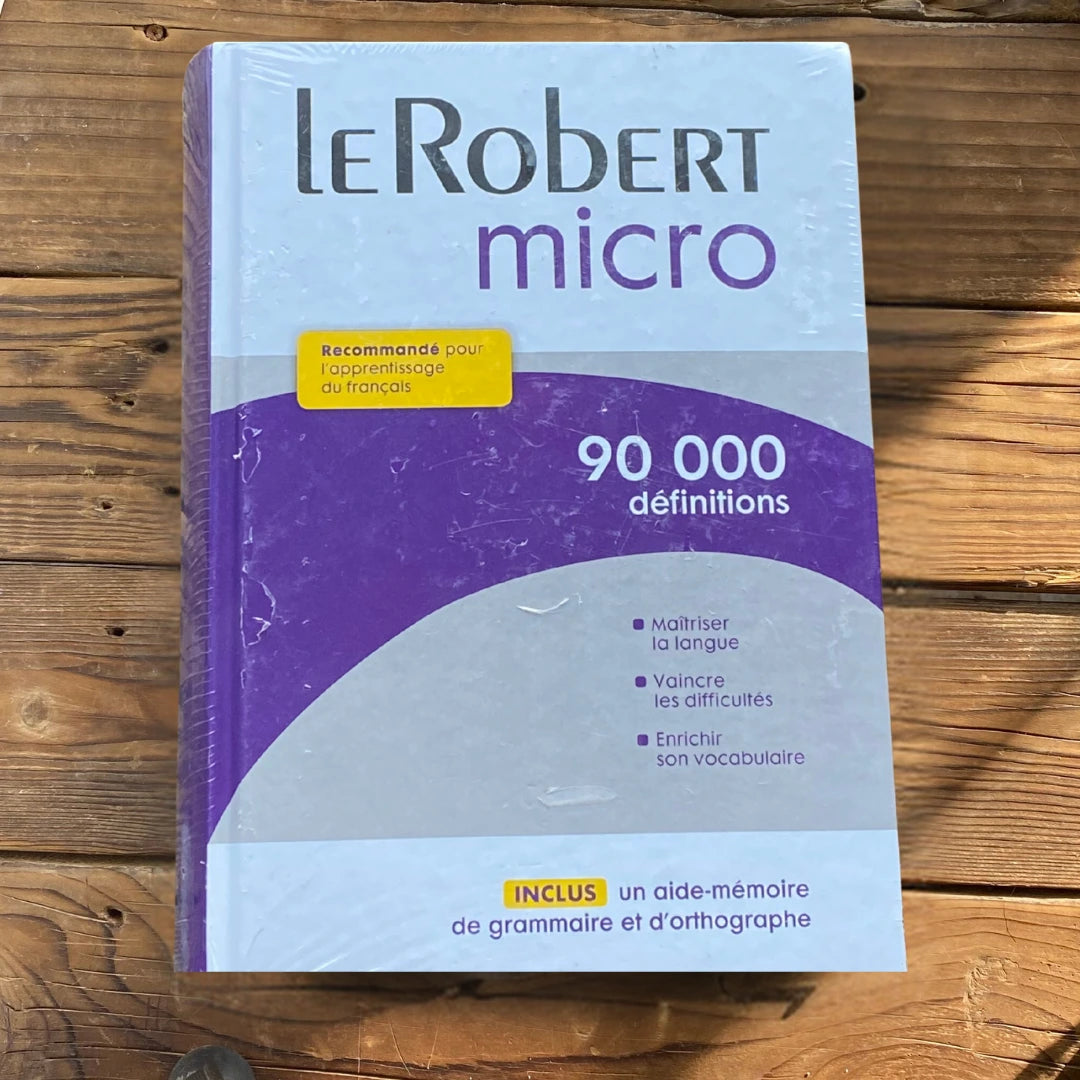 le Robert
micro
Recommandé pour
l'apprentissage
du français
90 000
définitions
Maîtriser
la langue
Vaincre
les difficultés
Enrichir
son vocabulaire
INCLUS un aide-mémoire
de grammaire et d'orthographe